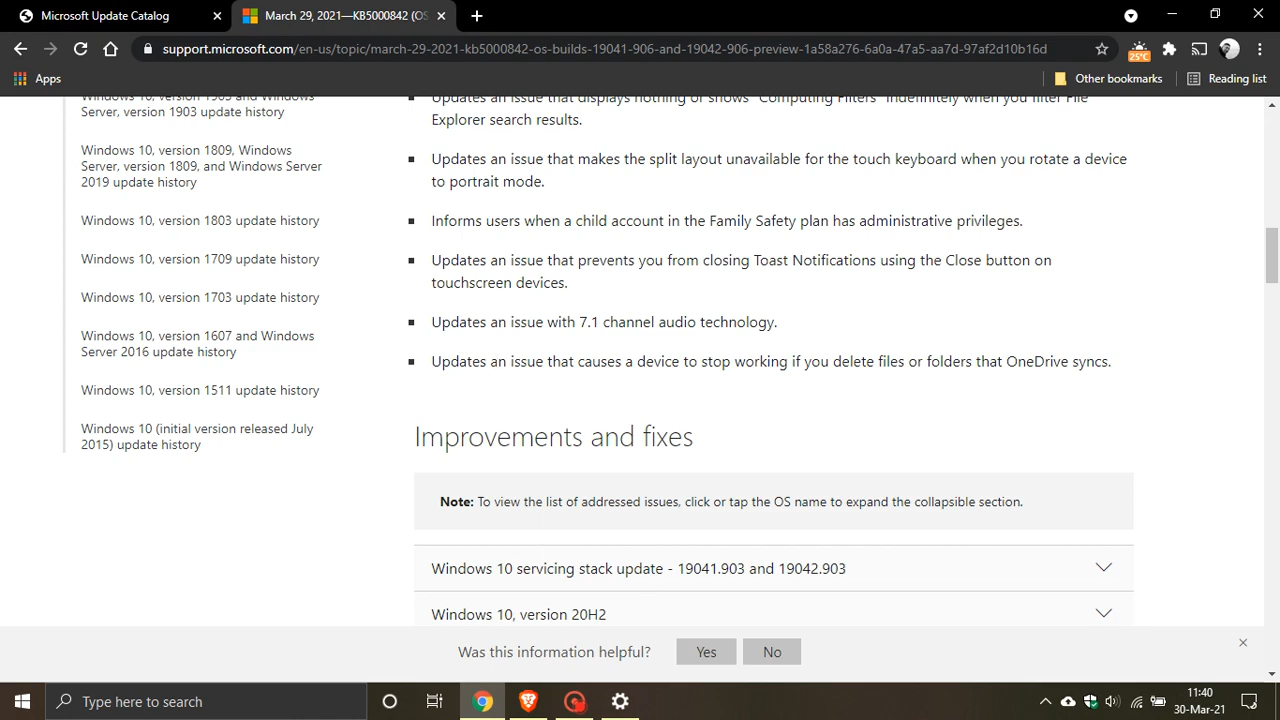 Microsoft Update Catalog
March 29, 2021—KB5000842 (OS
support.microsoft.com/en-us/topic/march-29-2021-kb5000842-os-builds-19041-906-and-19042-906-preview-1a58a276-6a0a-47a5-aa7d-97af2d10b16d
25°C
Apps
Other bookmarks
Reading list
Windows 10, version 1903 and Windows
Server, version 1903 update history
Windows 10, version 1809, Windows
Server, version 1809, and Windows Server
2019 update history
Windows 10, version 1803 update history
Windows 10, version 1709 update history
Windows 10, version 1703 update history
Windows 10, version 1607 and Windows
Server 2016 update history
Windows 10, version 1511 update history
Windows 10 (initial version released July
2015) update history
Updates an issue that displays nothing or shows "Computing Filters" indefinitely when you filter File
Explorer search results.
Updates an issue that makes the split layout unavailable for the touch keyboard when you rotate a device
to portrait mode.
Informs users when a child account in the Family Safety plan has administrative privileges.
Updates an issue that prevents you from closing Toast Notifications using the Close button on
touchscreen devices.
Updates an issue with 7.1 channel audio technology.
Updates an issue that causes a device to stop working if you delete files or folders that OneDrive syncs.
Improvements and fixes
Note: To view the list of addressed issues, click or tap the OS name to expand the collapsible section.
Windows 10 servicing stack update - 19041.903 and 19042.903
Windows 10, version 20H2
Was this information helpful?
Yes
No
Type here to search
11:40
30-Mar-21